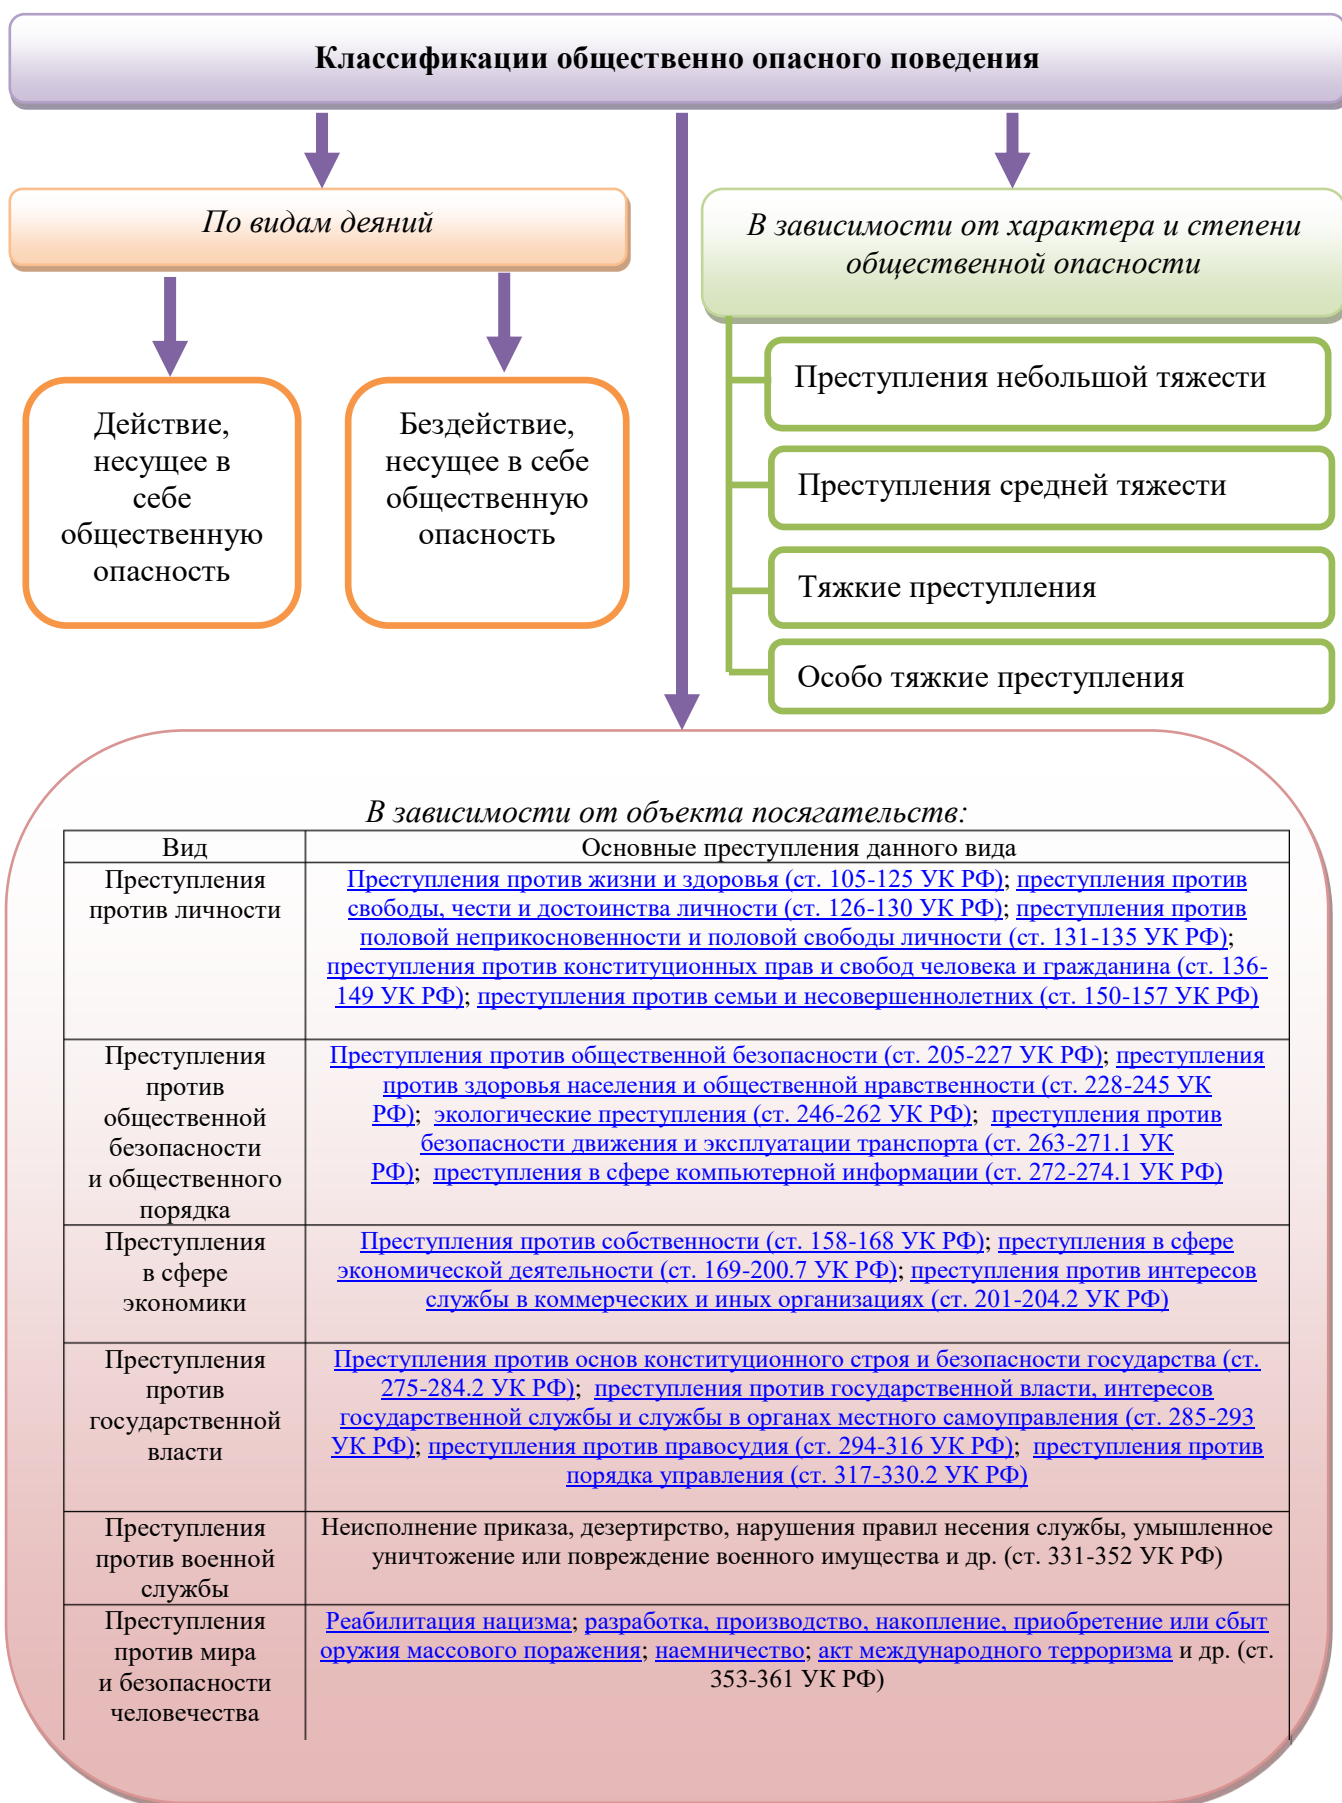 Классификации общественно опасного поведения
По видам деяний
Действие,
несущее в
себе
общественную
опасность
Бездействие,
несущее в себе
общественную
опасность
В зависимости от характера и степени
общественной опасности
Преступления небольшой тяжести
Преступления средней тяжести
Тяжкие преступления
Особо тяжкие преступления
В зависимости от объекта посягательств:
Вид
Основные преступления данного вида
Преступления
против личности
Преступления против жизни и здоровья (ст. 105-125 УК РФ); преступления против
свободы, чести и достоинства личности (ст. 126-130 УК РФ); преступления против
половой неприкосновенности и половой свободы личности (ст. 131-135 УК РФ);
преступления против конституционных прав и свобод человека и гражданина (ст. 136-
149 УК РФ); преступления против семьи и несовершеннолетних (ст. 150-157 УК РФ)
Преступления
против
общественной
безопасности
и общественного
порядка
Преступления против общественной безопасности (ст. 205-227 УК РФ); преступления
против здоровья населения и общественной нравственности (ст. 228-245 УК
РФ); экологические преступления (ст. 246-262 УК РФ); преступления против
безопасности движения и эксплуатации транспорта (ст. 263-271.1 УК
РФ); преступления в сфере компьютерной информации (ст. 272-274.1 УК РФ)
Преступления
в сфере
экономики
Преступления против собственности (ст. 158-168 УК РФ); преступления в сфере
экономической деятельности (ст. 169-200.7 УК РФ); преступления против интересов
службы в коммерческих и иных организациях (ст. 201-204.2 УК РФ)
Преступления
против
государственной
власти
Преступления против основ конституционного строя и безопасности государства (ст.
275-284.2 УК РФ); преступления против государственной власти, интересов
государственной службы и службы в органах местного самоуправления (ст. 285-293
УК РФ); преступления против правосудия (ст. 294-316 УК РФ); преступления против
порядка управления (ст. 317-330.2 УК РФ)
Преступления
против военной
службы
Неисполнение приказа, дезертирство, нарушения правил несения службы, умышленное
уничтожение или повреждение военного имущества и др. (ст. 331-352 УК РФ)
Преступления
против мира
и безопасности
человечества
Реабилитация нацизма; разработка, производство, накопление, приобретение или сбыт
оружия массового поражения; наемничество; акт международного терроризма и др. (ст.
353-361 УК РФ)